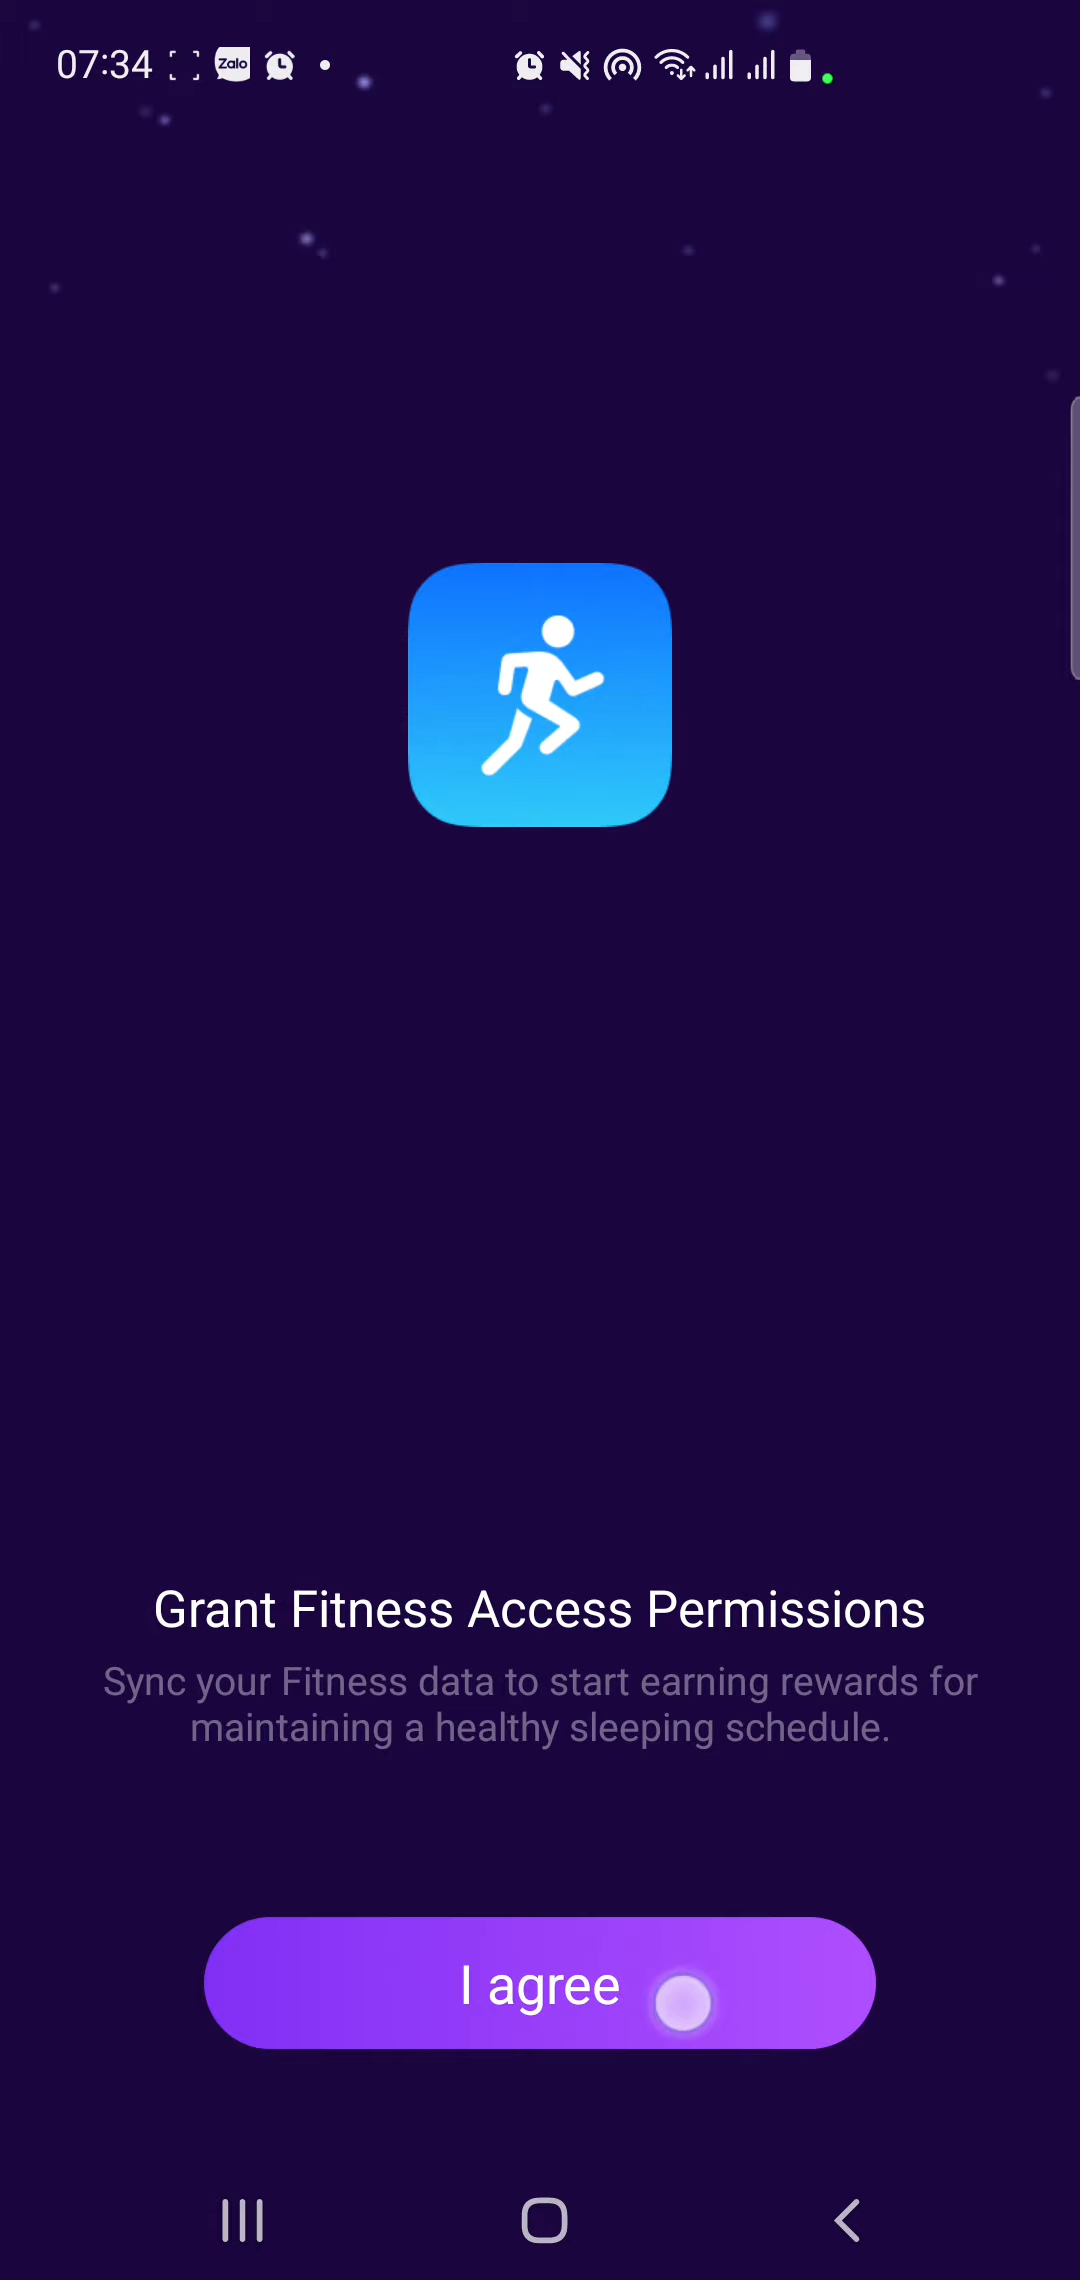 07:34
Zalo
Grant Fitness Access Permissions
Sync your Fitness data to start earning rewards for
maintaining a healthy sleeping schedule.
I agree